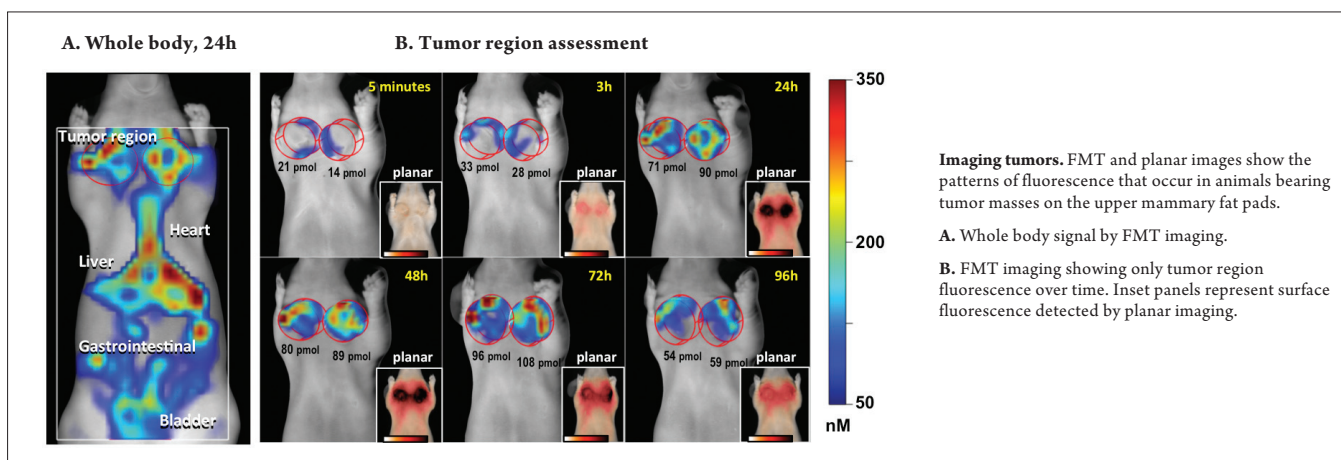 A. Whole body, 24h
B. Tumor region assessment
Tumor region
Heart
Liver
Gastrointestinal
Bladder
5 minutes
21 pmol
14 pmol
planar
3h
33 pmol
28 pmol
planar
24h
71 pmol
90 pmol
planar
48h
80 pmol
89 pmol
planar
72h
96 pmol
108 pmol
planar
96h
54 pmol
59 pmol
planar
350
200
50
nM
Imaging tumors. FMT and planar images show the
patterns of fluorescence that occur in animals bearing
tumor masses on the upper mammary fat pads.
A. Whole body signal by FMT imaging.
B. FMT imaging showing only tumor region
fluorescence over time. Inset panels represent surface
fluorescence detected by planar imaging.